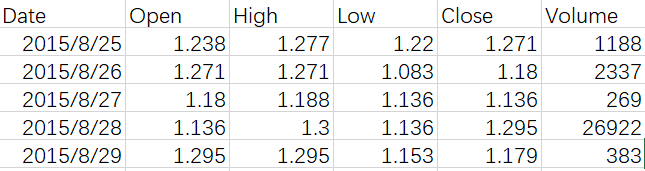 Date Open High Low Close Volume
2015/8/25 1.238 1.277 1.22 1.271 1188
2015/8/26 1.271 1.271 1.083 1.18 2337
2015/8/27 1.18 1.188 1.136 1.136 269
2015/8/28 1.136 1.3 1.136 1.295 26922
2015/8/29 1.295 1.295 1.153 1.179 383